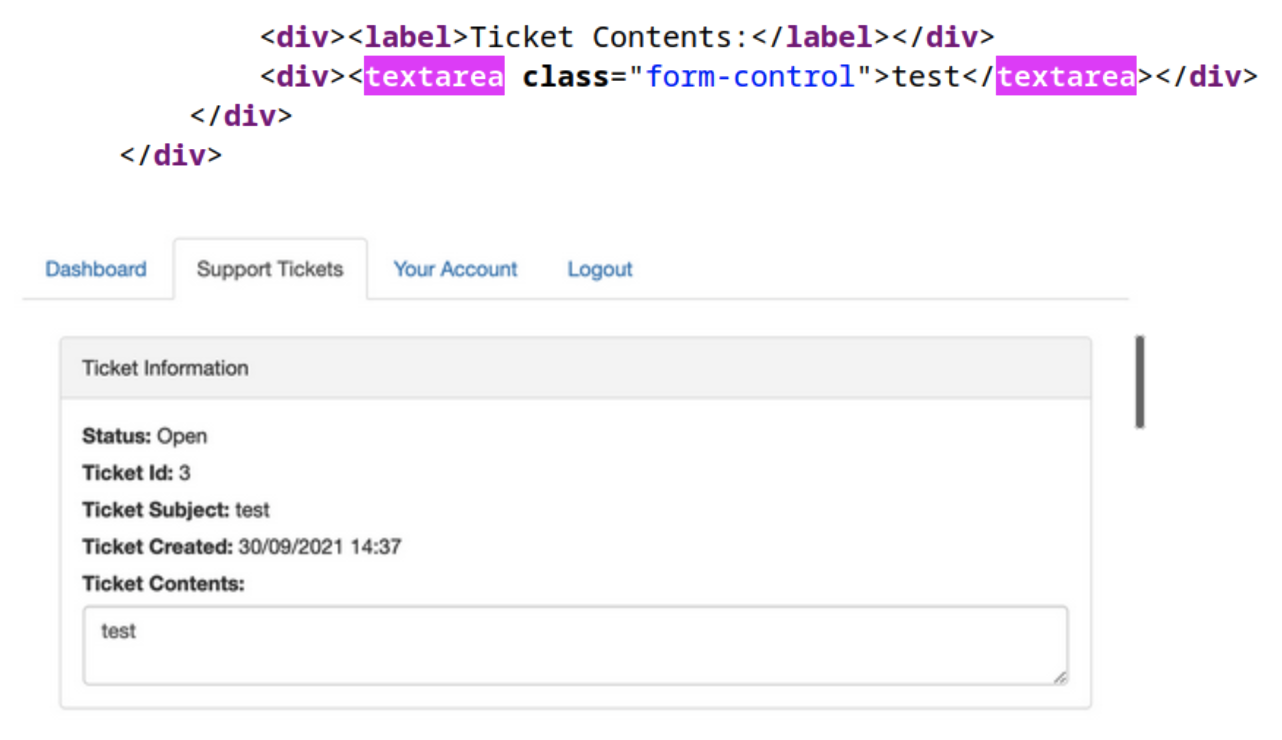 <div><label>Ticket Contents:</label></div>
<div><textarea class="form-control">test</textarea></div>
</div>
</div>
Dashboard Support Tickets Your Account Logout
Ticket Information
Status: Open
Ticket Id: 3
Ticket Subject: test
Ticket Created: 30/09/2021 14:37
Ticket Contents:
test